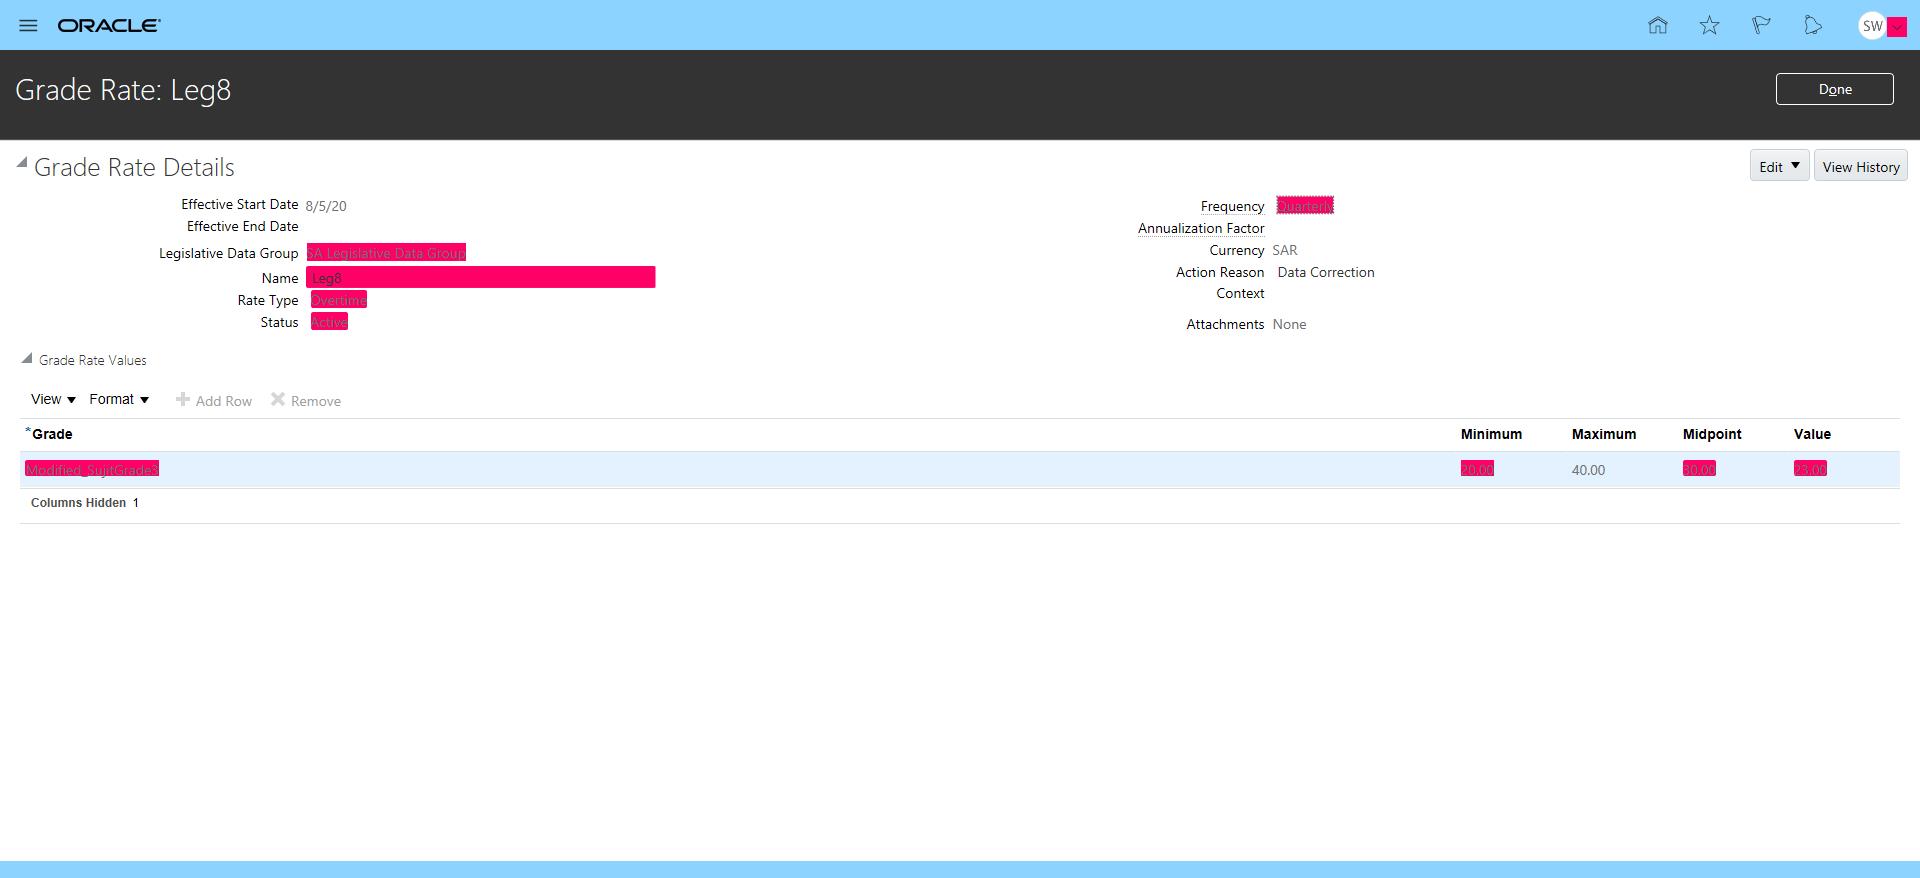 ORACLE
SW
Grade Rate: Leg8
Done
Grade Rate Details
Edit
View History
Effective Start Date 8/5/20
Effective End Date
Legislative Data Group SA Legislative Data Group
Name Leg8
Rate Type Overtime
Status Active
Frequency Quarterly
Annualization Factor
Currency SAR
Action Reason Data Correction
Context
Attachments None
Grade Rate Values
View Format Add Row Remove
*Grade Minimum Maximum Midpoint Value
Modified_SujitGrade3 20.00 40.00 30.00 23.00
Columns Hidden 1